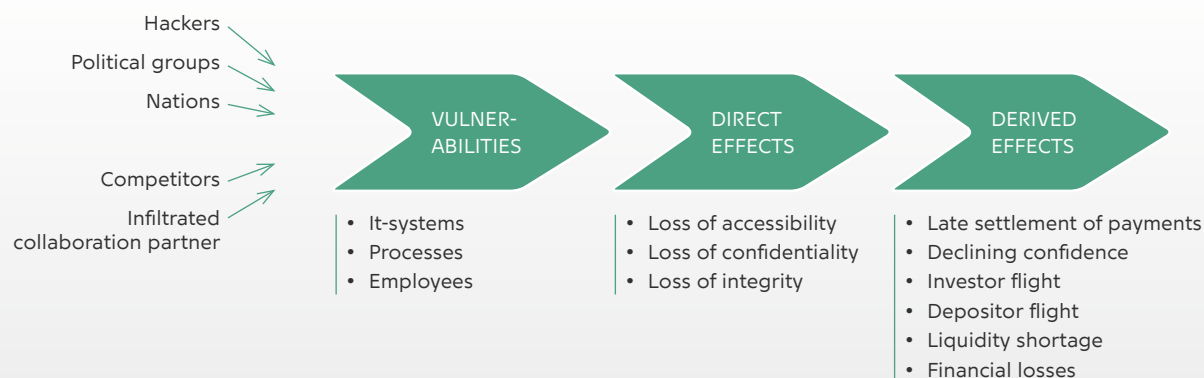 Hackers
Political groups
Nations
Competitors
Infiltrated
collaboration partner
VULNER-
ABILITIES
• It-systems
• Processes
• Employees
DIRECT
EFFECTS
• Loss of accessibility
• Loss of confidentiality
• Loss of integrity
DERIVED
EFFECTS
• Late settlement of payments
• Declining confidence
• Investor flight
• Depositor flight
• Liquidity shortage
• Financial losses